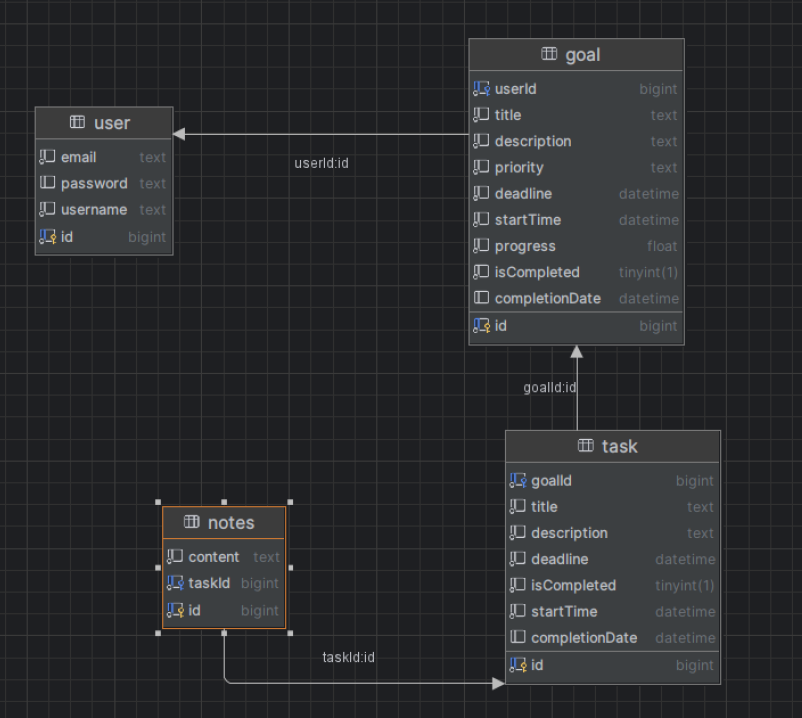 goal
userId bigint
title text
description text
priority text
deadline datetime
startTime datetime
progress float
isCompleted tinyint(1)
completionDate datetime
id bigint
user
email text
password text
username text
id bigint
userId:id
goalId:id
task
goalId bigint
title text
description text
deadline datetime
isCompleted tinyint(1)
startTime datetime
completionDate datetime
id bigint
notes
content text
taskId bigint
id bigint
taskId:id